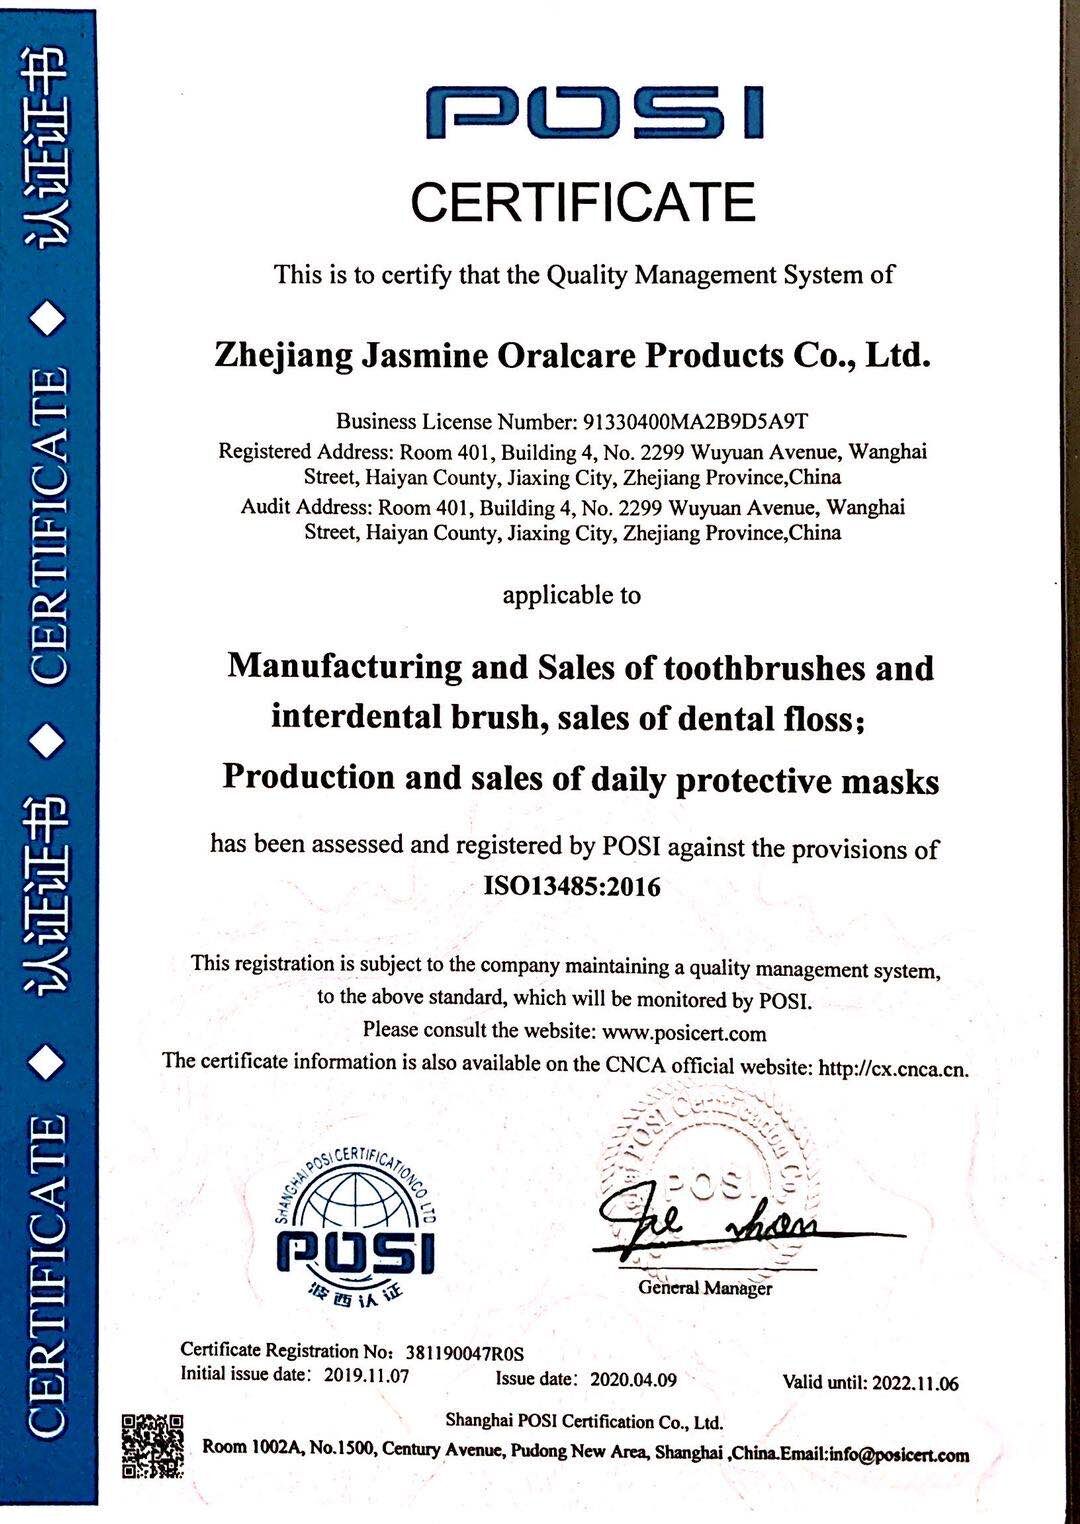 认证证书 ◆ CERTIFICATE ◆ 认证证书 ◆ CERTIFICATE
POSI
CERTIFICATE
This is to certify that the Quality Management System of
Zhejiang Jasmine Oralcare Products Co., Ltd.
Business License Number: 91330400MA2B9D5A9T
Registered Address: Room 401, Building 4, No. 2299 Wuyuan Avenue, Wanghai
Street, Haiyan County, Jiaxing City, Zhejiang Province,China
Audit Address: Room 401, Building 4, No. 2299 Wuyuan Avenue, Wanghai
Street, Haiyan County, Jiaxing City, Zhejiang Province,China
applicable to
Manufacturing and Sales of toothbrushes and
interdental brush, sales of dental floss;
Production and sales of daily protective masks
has been assessed and registered by POSI against the provisions of
ISO13485:2016
This registration is subject to the company maintaining a quality management system,
to the above standard, which will be monitored by POSI.
Please consult the website: www.posicert.com
The certificate information is also available on the CNCA official website: http://cx.cnca.cn.
SHANGHAI POSI CERTIFICATION CO LTD
POSI
波西认证
POSI Certification Co
POSI
General Manager
Certificate Registration No: 381190047R0S
Initial issue date: 2019.11.07
Issue date: 2020.04.09
Valid until: 2022.11.06
Shanghai POSI Certification Co., Ltd.
Room 1002A, No.1500, Century Avenue, Pudong New Area, Shanghai ,China.Email:info@posicert.com